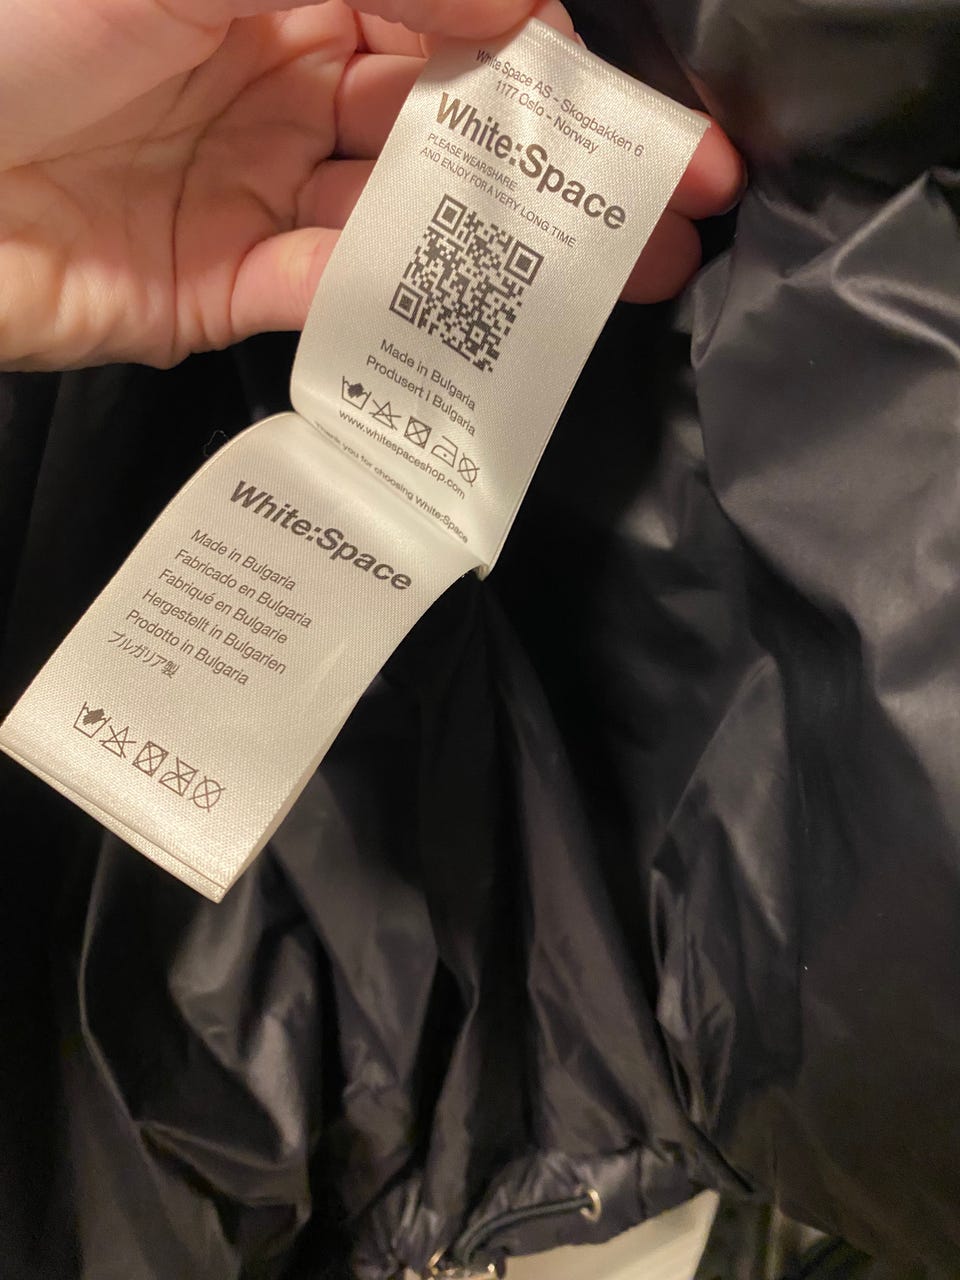 White Space AS - Skogbakken 6
1177 Oslo - Norway
White:Space
PLEASE WEAR/SHARE
AND ENJOY FOR A VERY LONG TIME
Made in Bulgaria
Produsert i Bulgaria
www.whitespaceshop.com
Thank you for choosing White:Space
White:Space
Made in Bulgaria
Fabricado en Bulgaria
Fabriqué en Bulgarie
Hergestellt in Bulgarien
Prodotto in Bulgaria
ブルガリア製